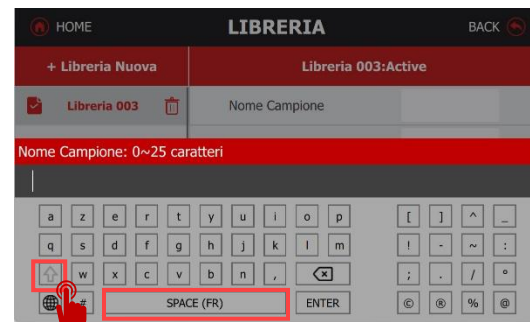 HOME LIBRERIA BACK
+ Libreria Nuova Libreria 003:Active
Libreria 003 Nome Campione
Nome Campione: 0~25 caratteri
a z e r t y u i o p [ ] ^ _
q s d f g h j k l m ! - ~ :
w x c v b n , ; . / °
# SPACE (FR) ENTER © ® % @